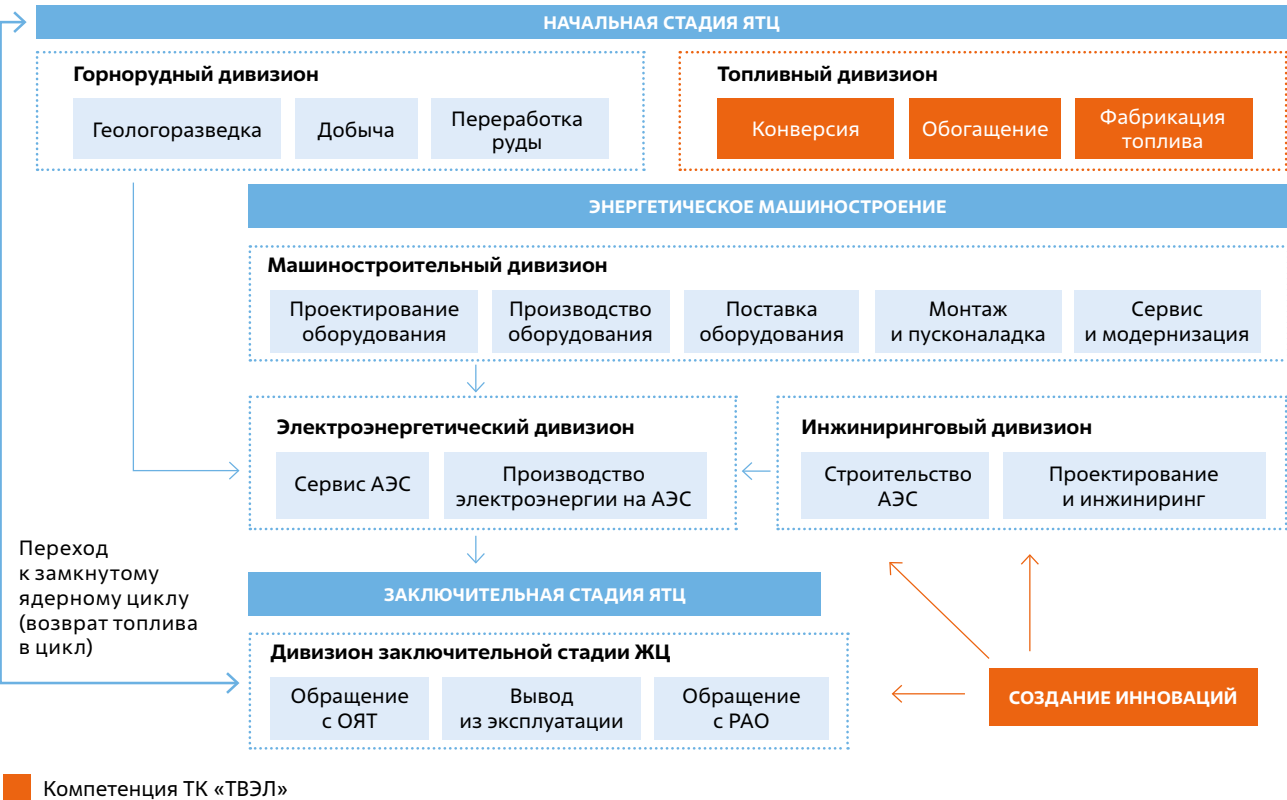 НАЧАЛЬНАЯ СТАДИЯ ЯТЦ
Горнорудный дивизион
Геологоразведка
Добыча
Переработка
руды
Топливный дивизион
Конверсия
Обогащение
Фабрикация
топлива
ЭНЕРГЕТИЧЕСКОЕ МАШИНОСТРОЕНИЕ
Машиностроительный дивизион
Проектирование
оборудования
Производство
оборудования
Поставка
оборудования
Монтаж
и пусконаладка
Сервис
и модернизация
Электроэнергетический дивизион
Сервис АЭС
Производство
электроэнергии на АЭС
Инжиниринговый дивизион
Строительство
АЭС
Проектирование
и инжиниринг
Переход
к замкнутому
ядерному циклу
(возврат топлива
в цикл)
ЗАКЛЮЧИТЕЛЬНАЯ СТАДИЯ ЯТЦ
Дивизион заключительной стадии ЖЦ
Обращение
с ОЯТ
Вывод
из эксплуатации
Обращение
с РАО
СОЗДАНИЕ ИННОВАЦИЙ
Компетенция ТК «ТВЭЛ»